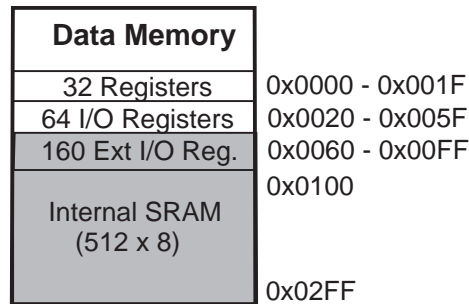 Data Memory
32 Registers 0x0000 - 0x001F
64 I/O Registers 0x0020 - 0x005F
160 Ext I/O Reg. 0x0060 - 0x00FF
0x0100
Internal SRAM
(512 x 8)
0x02FF